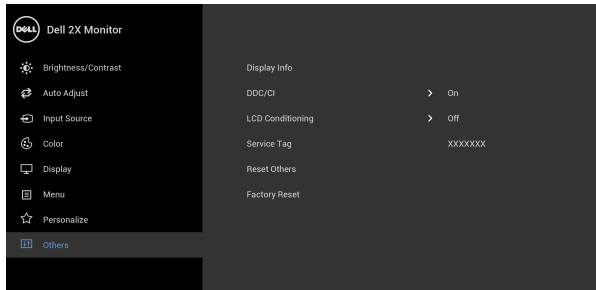 DELL Dell 2X Monitor
Brightness/Contrast
Auto Adjust
Input Source
Color
Display
Menu
Personalize
Others
Display Info
DDC/CI > On
LCD Conditioning > Off
Service Tag XXXXXXX
Reset Others
Factory Reset